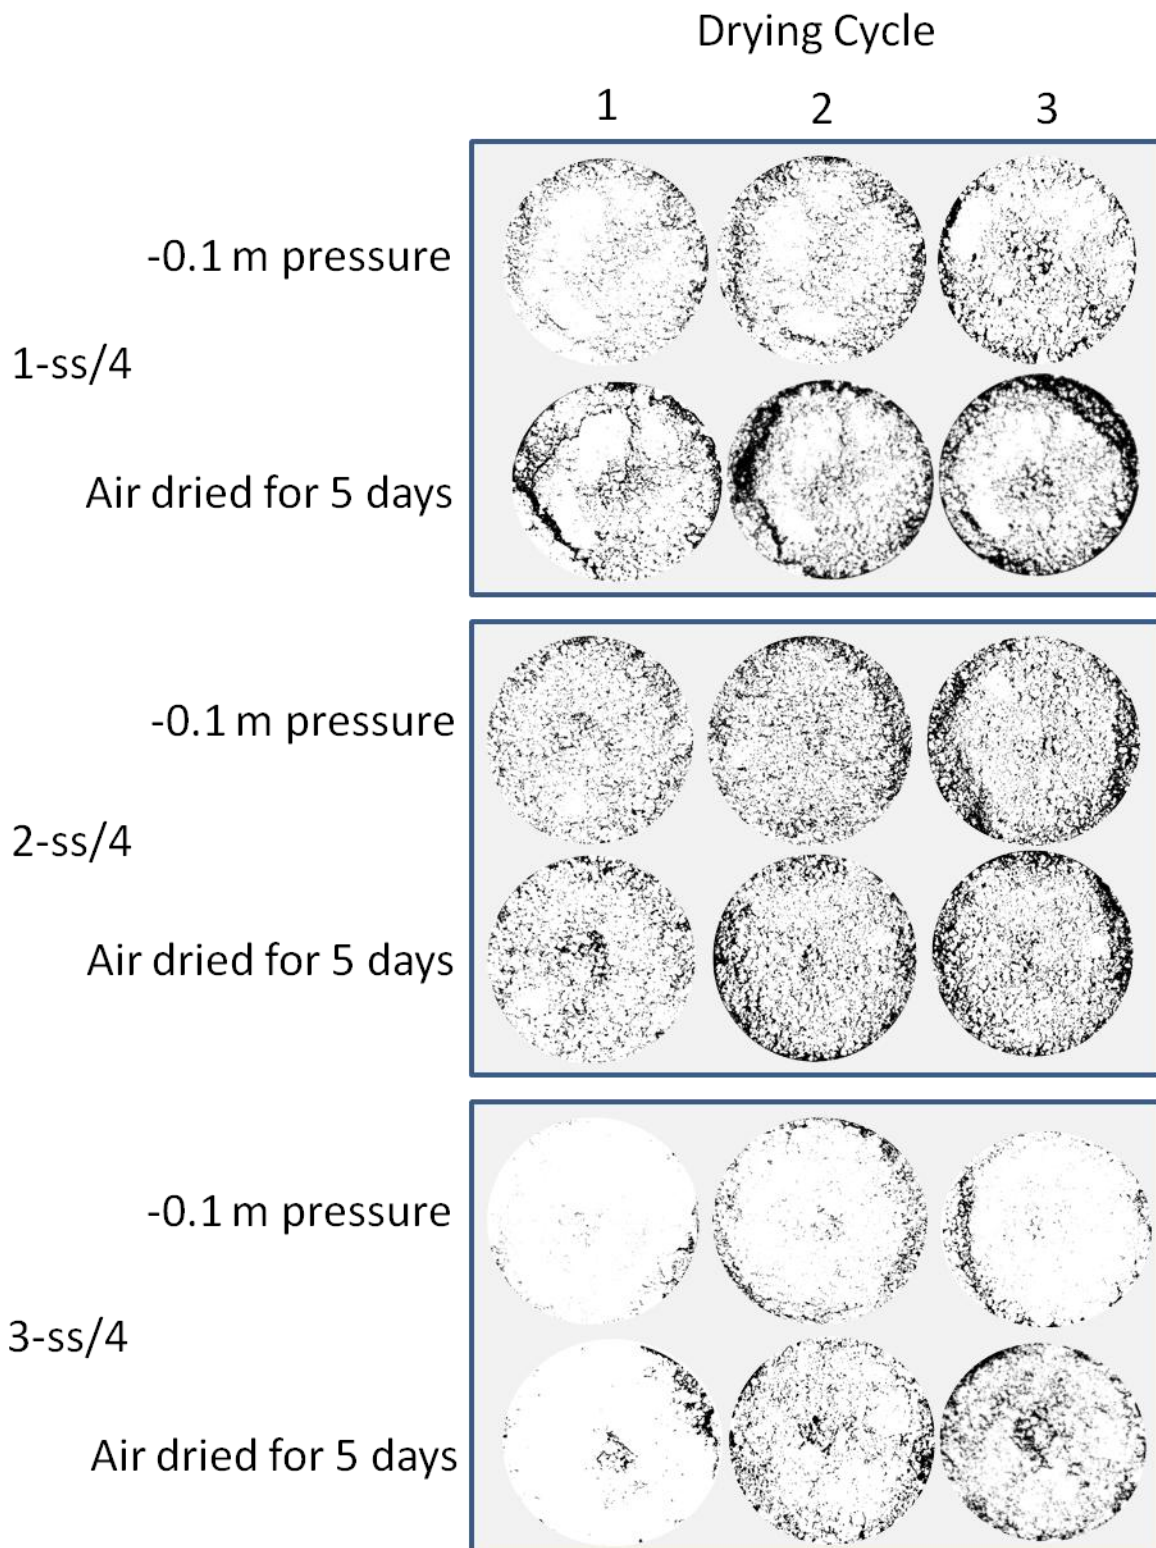 Drying Cycle
1 2 3
-0.1 m pressure
1-ss/4
Air dried for 5 days
-0.1 m pressure
2-ss/4
Air dried for 5 days
-0.1 m pressure
3-ss/4
Air dried for 5 days